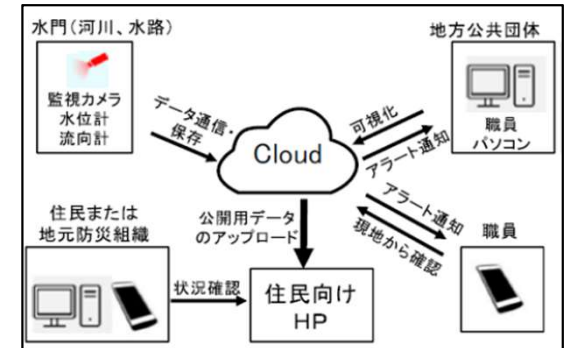 水門（河川、水路）
監視カメラ
水位計
流向計
データ通信・
保存
Cloud
地方公共団体
可視化
アラート通知
職員
パソコン
住民または
地元防災組織
公開用データ
のアップロード
アラート通知
現地から確認
職員
状況確認
住民向け
HP